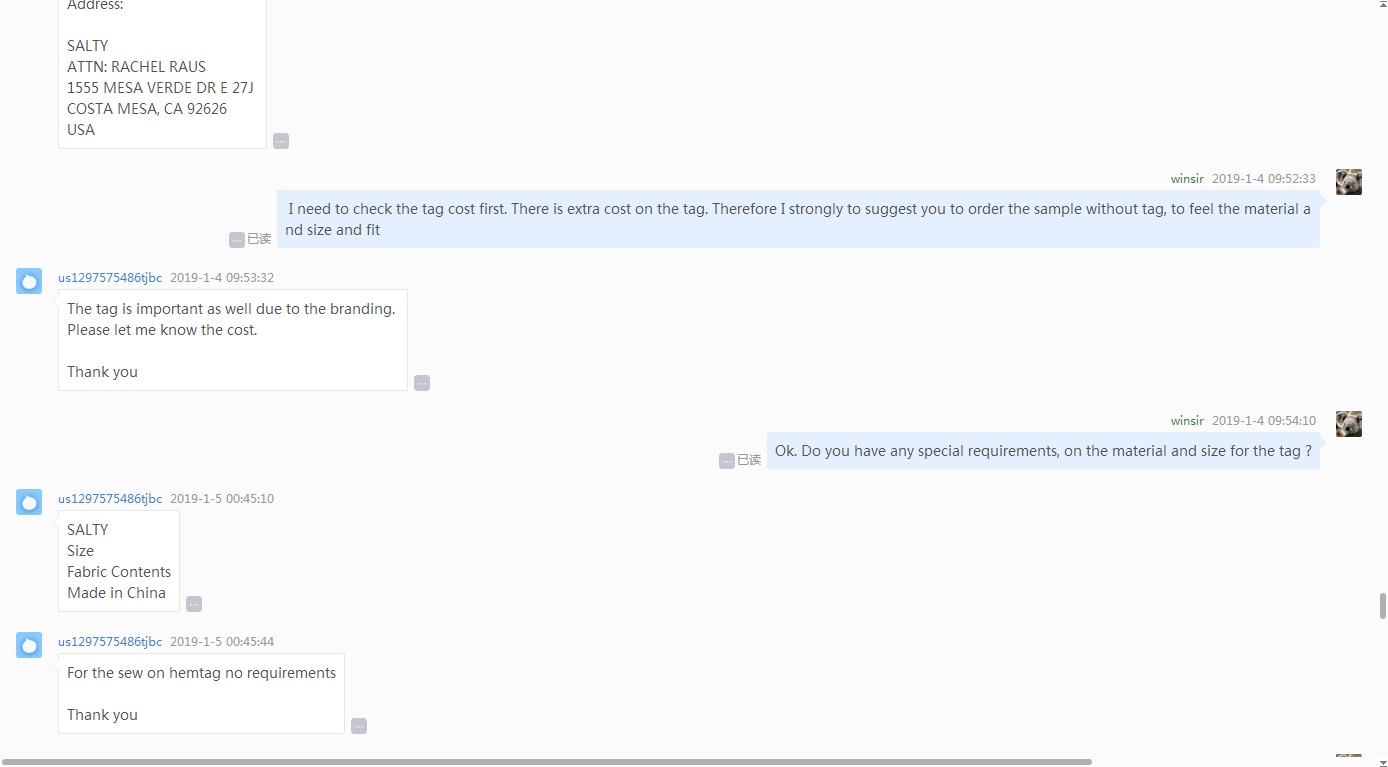 Address:
SALTY
ATTN: RACHEL RAUS
1555 MESA VERDE DR E 27J
COSTA MESA, CA 92626
USA
winsir 2019-1-4 09:52:33
I need to check the tag cost first. There is extra cost on the tag. Therefore I strongly to suggest you to order the sample without tag, to feel the material a
nd size and fit
已读
us1297575486tjbc 2019-1-4 09:53:32
The tag is important as well due to the branding.
Please let me know the cost.
Thank you
winsir 2019-1-4 09:54:10
Ok. Do you have any special requirements, on the material and size for the tag ?
已读
us1297575486tjbc 2019-1-5 00:45:10
SALTY
Size
Fabric Contents
Made in China
us1297575486tjbc 2019-1-5 00:45:44
For the sew on hemtag no requirements
Thank you